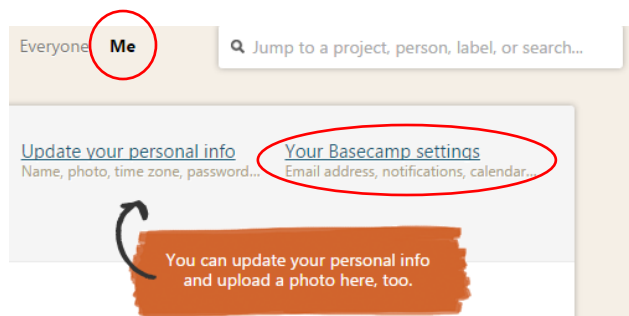 Everyone Me
Jump to a project, person, label, or search...
Update your personal info
Name, photo, time zone, password...
Your Basecamp settings
Email address, notifications, calendar...
You can update your personal info
and upload a photo here, too.